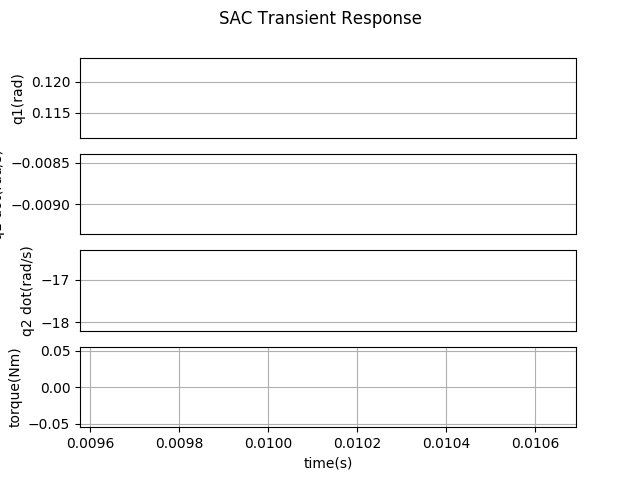 SAC Transient Response
q1(rad)
0.120
0.115
−0.0085
−0.0090
q2 dot(rad/s)
−17
−18
torque(Nm)
0.05
0.00
−0.05
0.0096 0.0098 0.0100 0.0102 0.0104 0.0106
time(s)